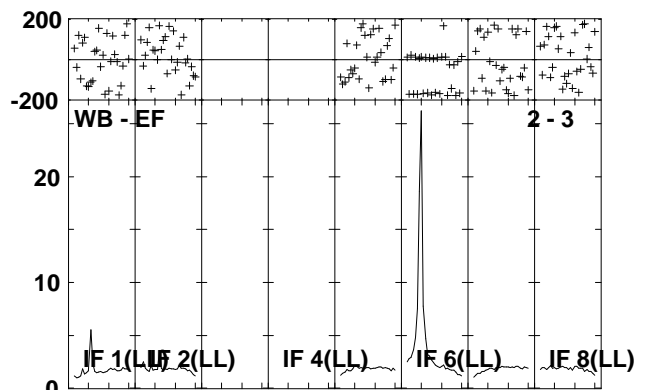 200
-200
WB - EF 2 - 3
20
10
0
IF 1(LL) IF 2(LL) IF 4(LL) IF 6(LL) IF 8(LL)